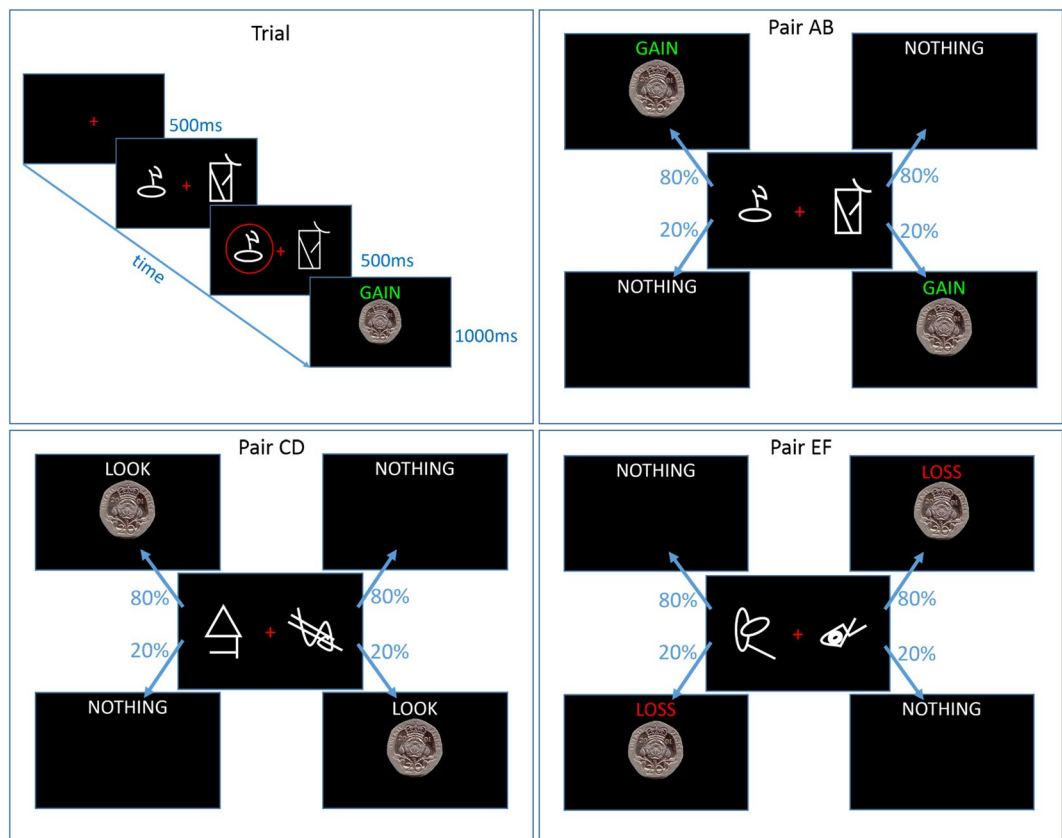 Trial
+
500ms
+
+
500ms
GAIN
1000ms
time
Pair AB
GAIN
NOTHING
80%
80%
+
20%
20%
NOTHING
GAIN
Pair CD
LOOK
NOTHING
80%
80%
+
20%
20%
NOTHING
LOOK
Pair EF
NOTHING
LOSS
80%
80%
+
20%
20%
LOSS
NOTHING